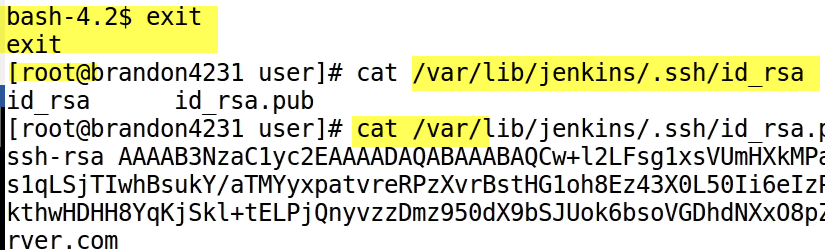 bash-4.2$ exit
exit
[root@brandon4231 user]# cat /var/lib/jenkins/.ssh/id_rsa
id_rsa      id_rsa.pub
[root@brandon4231 user]# cat /var/lib/jenkins/.ssh/id_rsa.p
ssh-rsa AAAAB3NzaC1yc2EAAAADAQABAAABAQCw+l2LFsg1xsVUmHXkMPa
s1qLSjTIwhBsukY/aTMYyxpatvreRPzXvrBstHG1oh8Ez43X0L50Ii6eIzP
kthwHDHH8YqKjSkl+tELPjQnyvzzDmz950dX9bSJUok6bsoVGDhdNXxO8pZ
rver.com